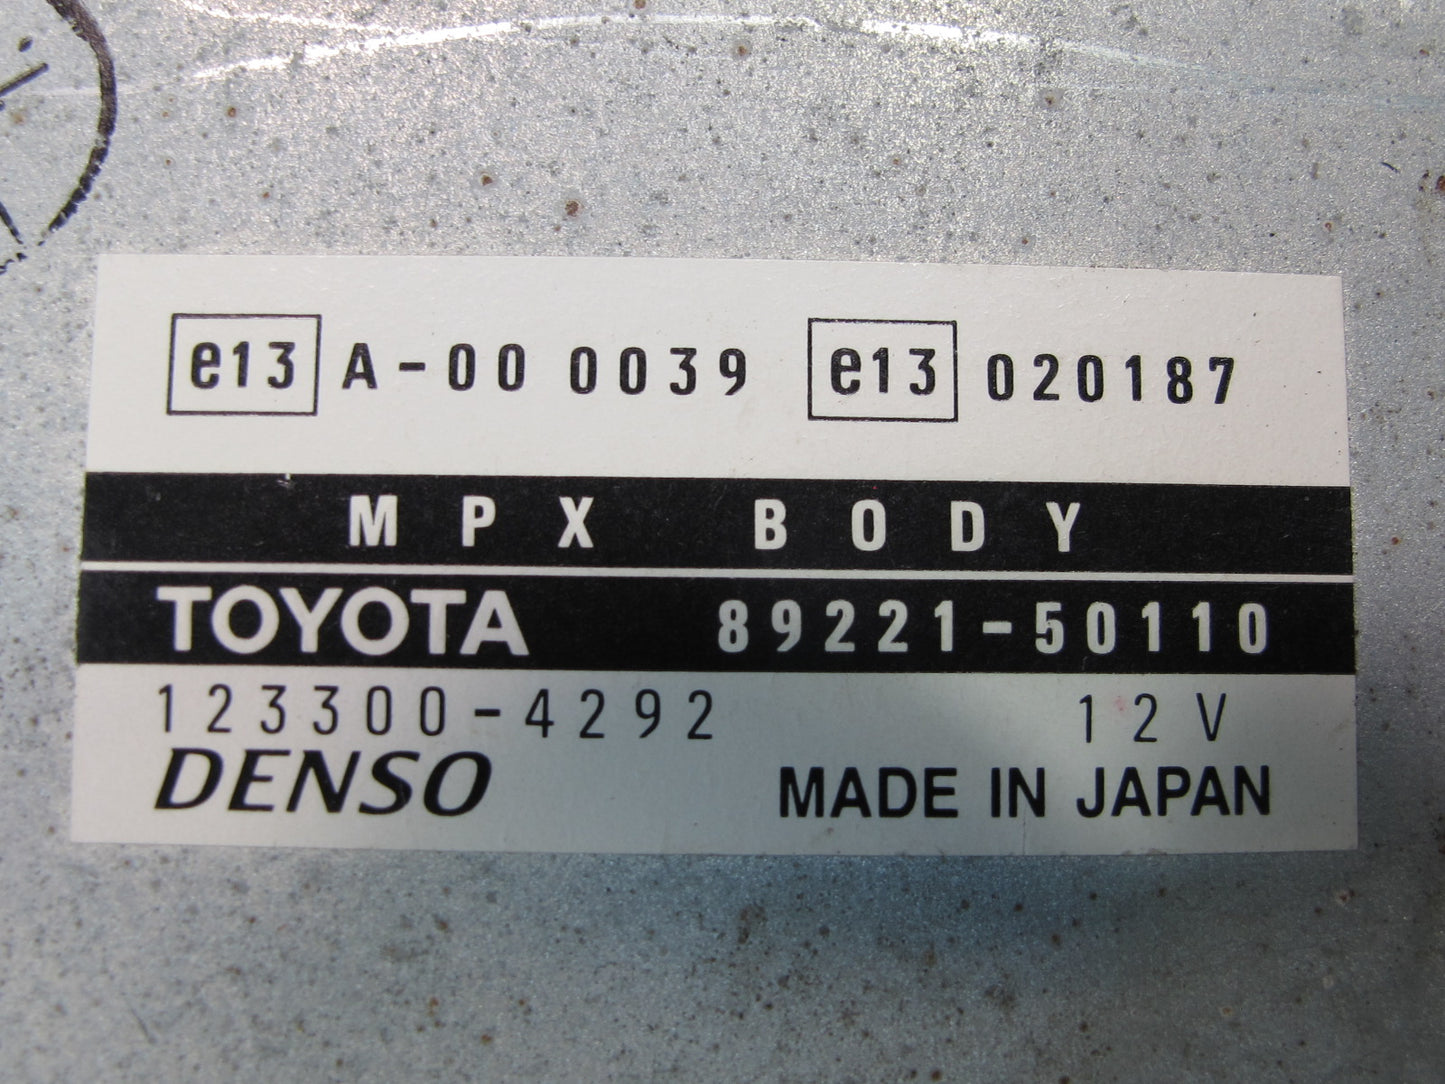 e13 A-00 0039 e13 020187
MPX BODY
TOYOTA 89221-50110
123300-4292 12V
DENSO MADE IN JAPAN